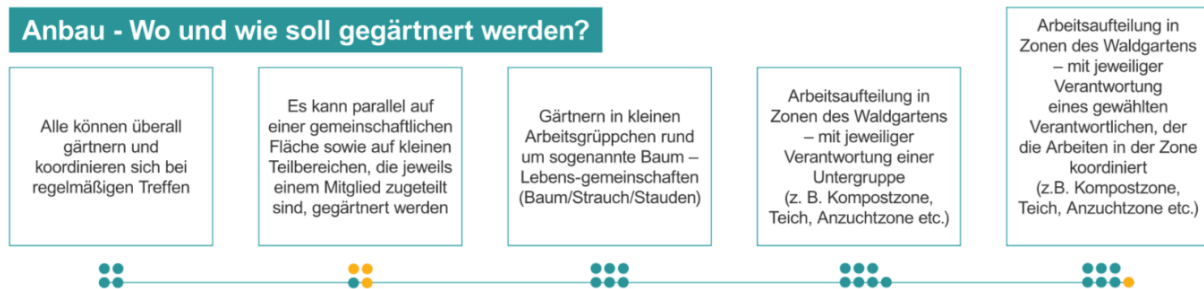 Anbau - Wo und wie soll gegärtnert werden?
Alle können überall
gärtnern und
koordinieren sich bei
regelmäßigen Treffen
Es kann parallel auf
einer gemeinschaftlichen
Fläche sowie auf kleinen
Teilbereichen, die jeweils
einem Mitglied zugeteilt
sind, gegärtnert werden
Gärtnern in kleinen
Arbeitsgrüppchen rund
um sogenannte Baum –
Lebens-gemeinschaften
(Baum/Strauch/Stauden)
Arbeitsaufteilung in
Zonen des Waldgartens
– mit jeweiliger
Verantwortung einer
Untergruppe
(z. B. Kompostzone,
Teich, Anzuchtzone etc.)
Arbeitsaufteilung in
Zonen des Waldgartens
– mit jeweiliger
Verantwortung
eines gewählten
Verantwortlichen, der
die Arbeiten in der Zone
koordiniert
(z.B. Kompostzone,
Teich, Anzuchtzone etc.)